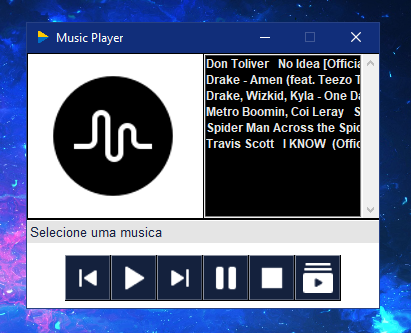 Music Player
Don Toliver   No Idea [Officia
Drake - Amen (feat. Teezo T
Drake, Wizkid, Kyla - One Da
Metro Boomin, Coi Leray   S
Spider Man Across the Spid
Travis Scott   I KNOW  (Offic
Selecione uma musica